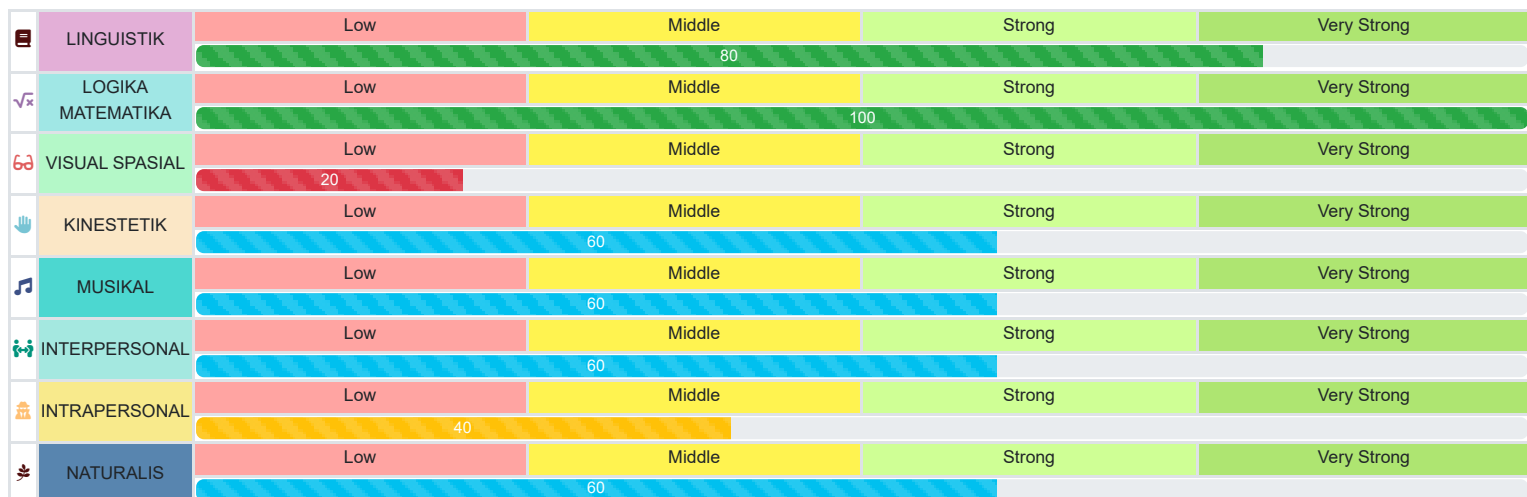 Low Middle Strong Very Strong
LINGUISTIK
80
LOGIKA
MATEMATIKA
Low Middle Strong Very Strong
100
Low Middle Strong Very Strong
VISUAL SPASIAL
20
Low Middle Strong Very Strong
KINESTETIK
60
Low Middle Strong Very Strong
MUSIKAL
60
Low Middle Strong Very Strong
INTERPERSONAL
60
Low Middle Strong Very Strong
INTRAPERSONAL
40
Low Middle Strong Very Strong
NATURALIS
60